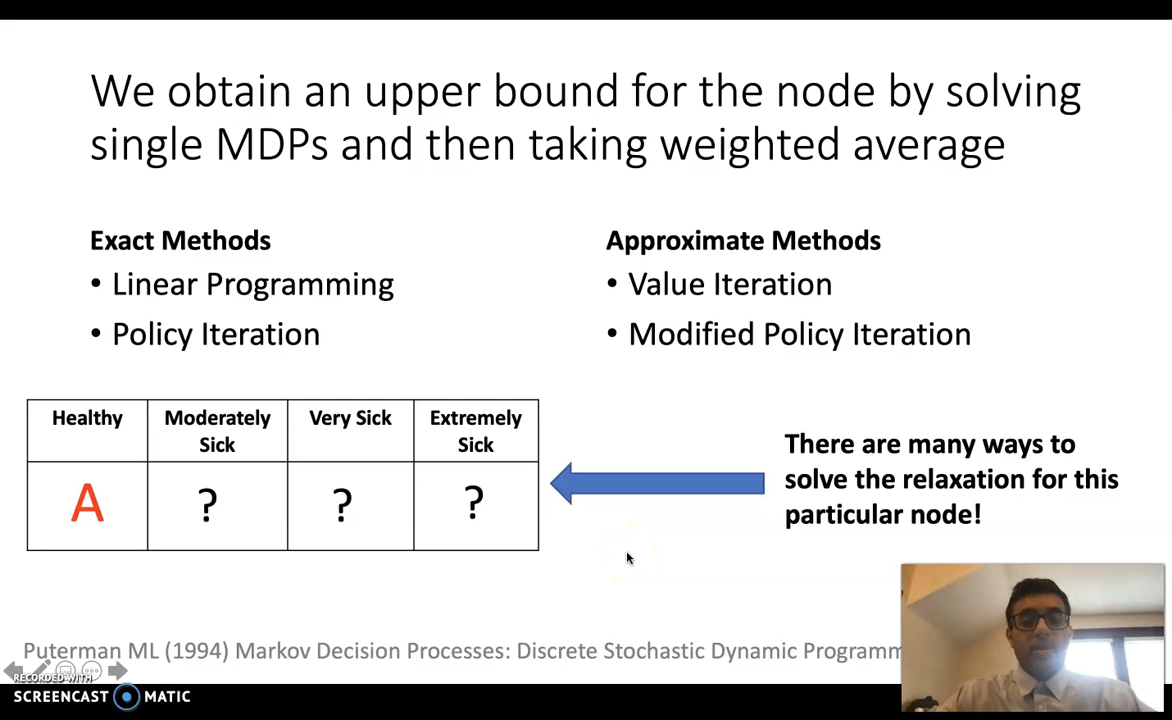 We obtain an upper bound for the node by solving
single MDPs and then taking weighted average
Exact Methods
• Linear Programming
• Policy Iteration
Approximate Methods
• Value Iteration
• Modified Policy Iteration
Healthy
Moderately
Sick
Very Sick
Extremely
Sick
A
?
?
?
There are many ways to
solve the relaxation for this
particular node!
Puterman ML (1994) Markov Decision Processes: Discrete Stochastic Dynamic
RECORDED WITH
SCREENCAST MATIC